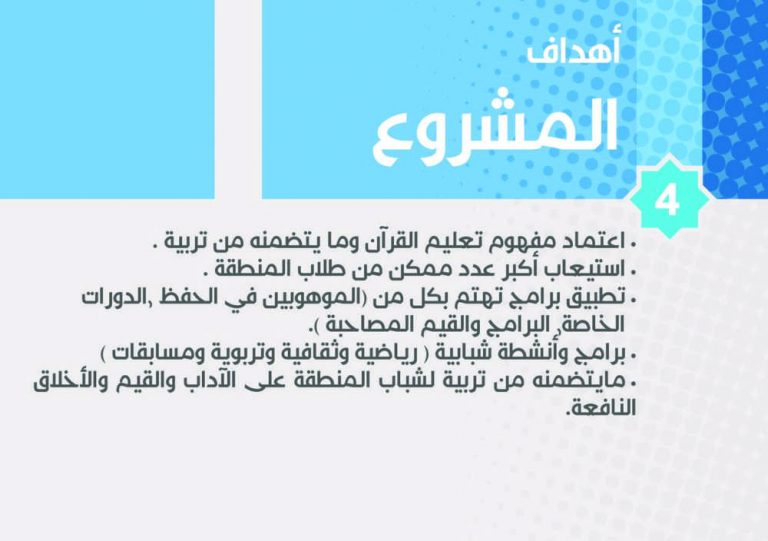 أهداف
المشروع
4
• اعتماد مفهوم تعليم القرآن وما يتضمنه من تربية .
• استيعاب أكبر عدد ممكن من طلاب المنطقة .
• تطبيق برامج تهتم بكل من (الموهوبين في الحفظ ,الدورات
الخاصة, البرامج والقيم المصاحبة ).
• برامج وأنشطة شبابية ( رياضية وثقافية وتربوية ومسابقات )
• مايتضمنه من تربية لشباب المنطقة على الآداب والقيم والأخلاق
النافعة.